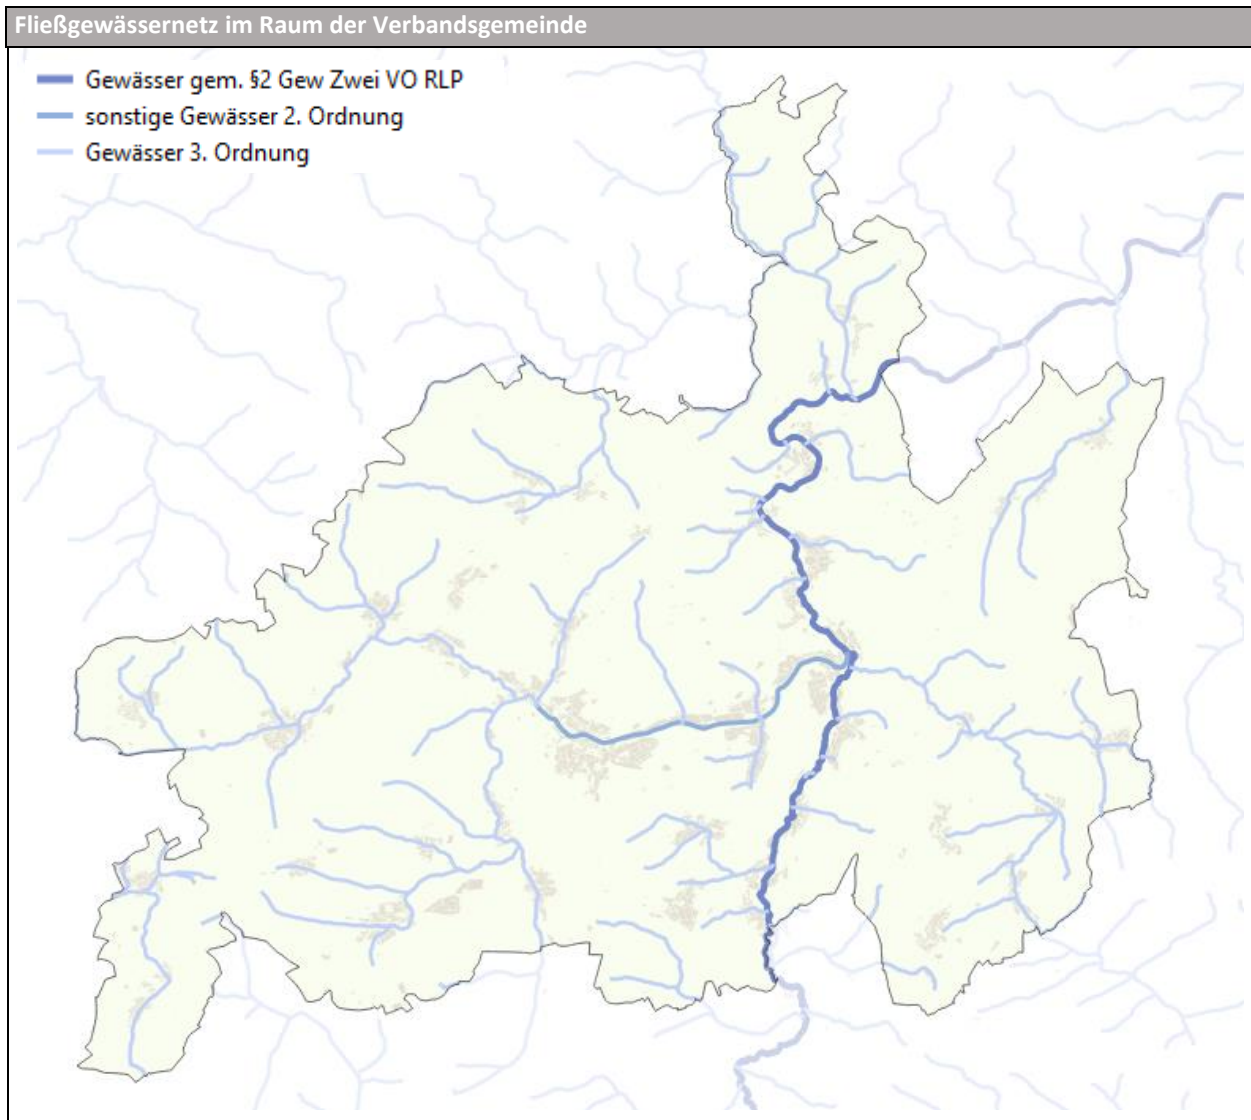 Fließgewässernetz im Raum der Verbandsgemeinde
Gewässer gem. §2 Gew Zwei VO RLP
sonstige Gewässer 2. Ordnung
Gewässer 3. Ordnung